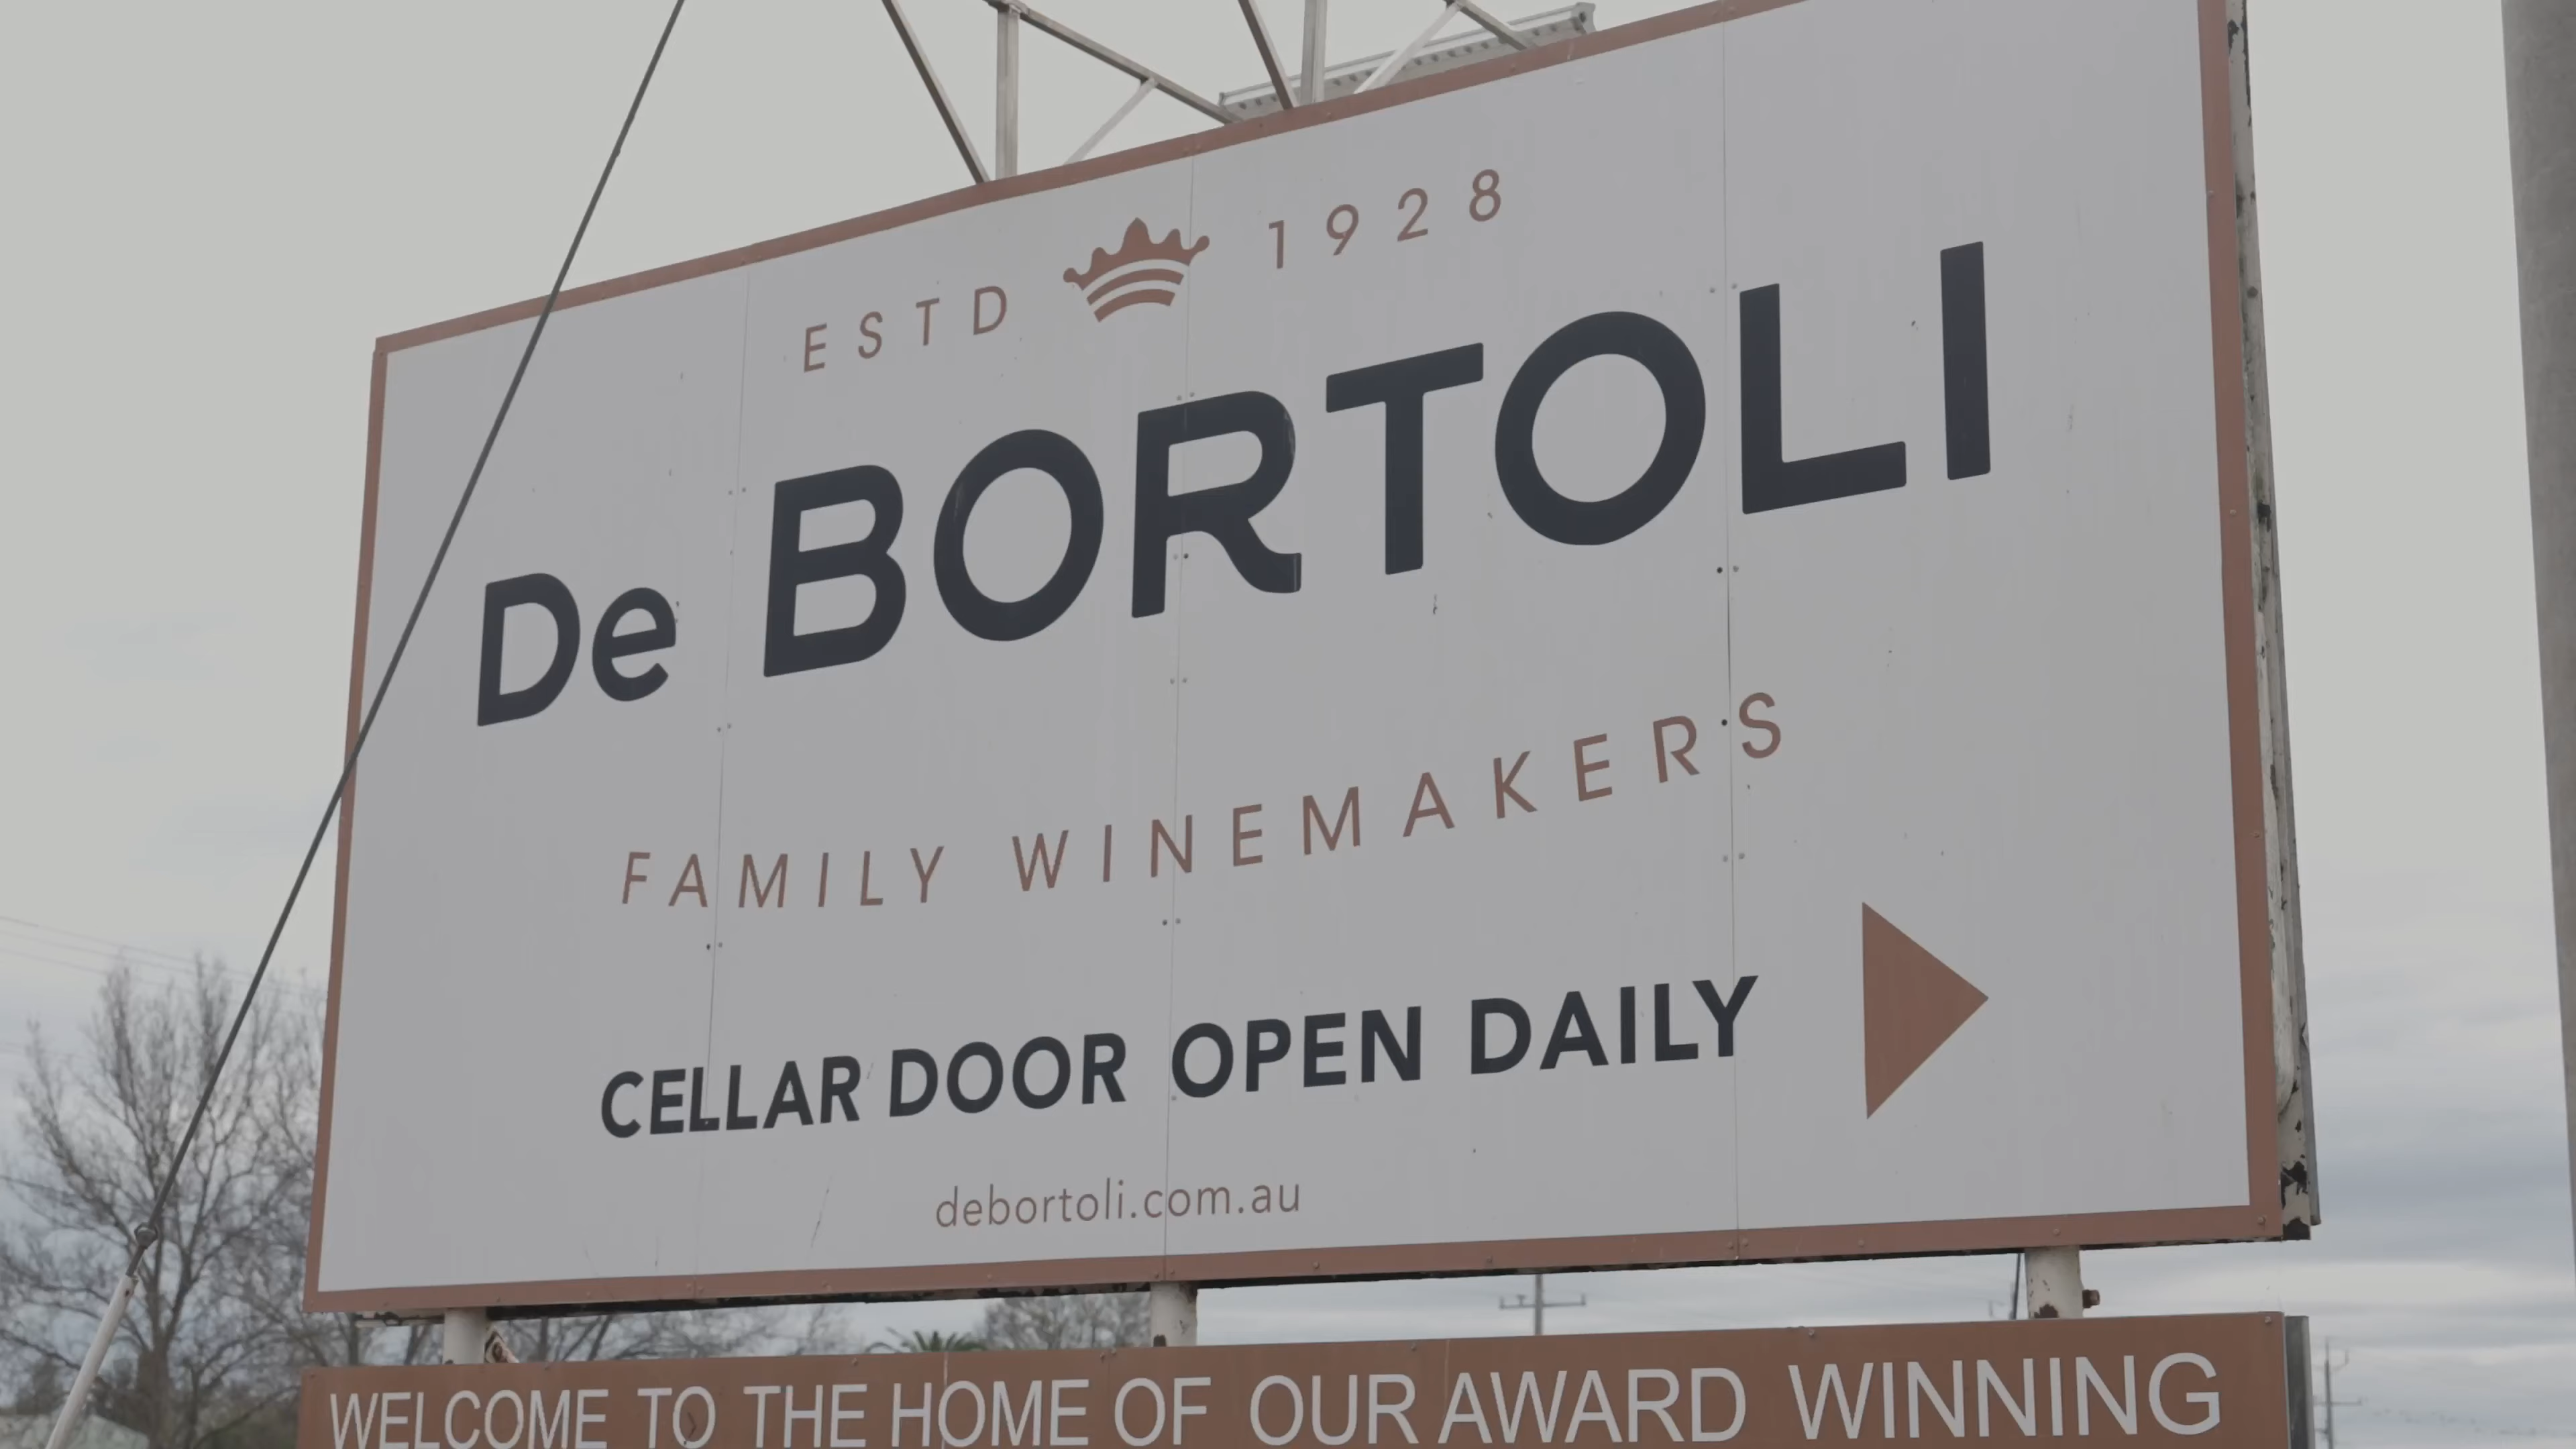 ESTD 1928
De BORTOLI
FAMILY WINEMAKERS
CELLAR DOOR OPEN DAILY
debortoli.com.au
WELCOME TO THE HOME OF OUR AWARD WINNING